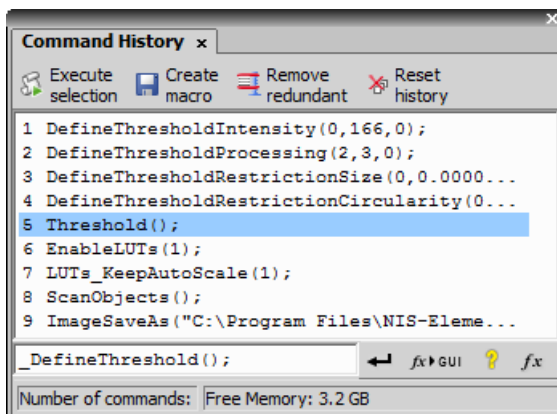 Command History x
Execute selection Create macro Remove redundant Reset history
1 DefineThresholdIntensity(0,166,0);
2 DefineThresholdProcessing(2,3,0);
3 DefineThresholdRestrictionSize(0,0.0000...
4 DefineThresholdRestrictionCircularity(0...
5 Threshold();
6 EnableLUTs(1);
7 LUTs_KeepAutoScale(1);
8 ScanObjects();
9 ImageSaveAs("C:\Program Files\NIS-Eleme...
_DefineThreshold(); fx GUI ? fx
Number of commands: Free Memory: 3.2 GB